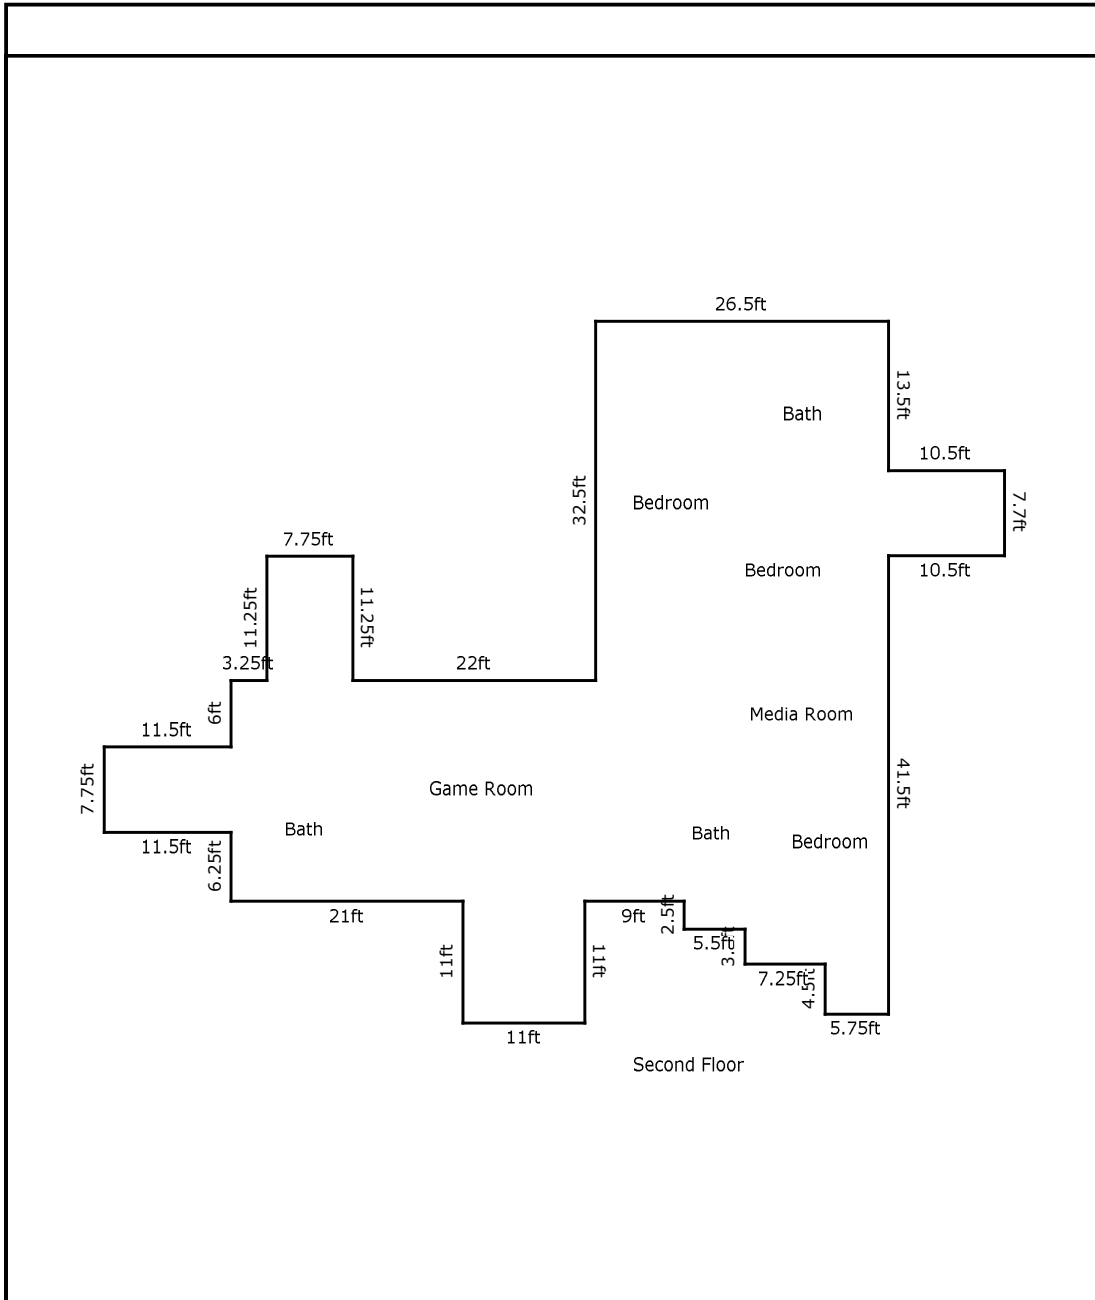 26.5ft
13.5ft
Bath
10.5ft
32.5ft
Bedroom
7.7ft
7.75ft
Bedroom
10.5ft
11.25ft
11.25ft
3.25ft
22ft
6ft
Media Room
11.5ft
7.75ft
Game Room
41.5ft
Bath
Bath
Bedroom
11.5ft
6.25ft
21ft
9ft
2.5ft
5.5ft
11ft
11ft
7.25ft
4.5ft
11ft
5.75ft
Second Floor